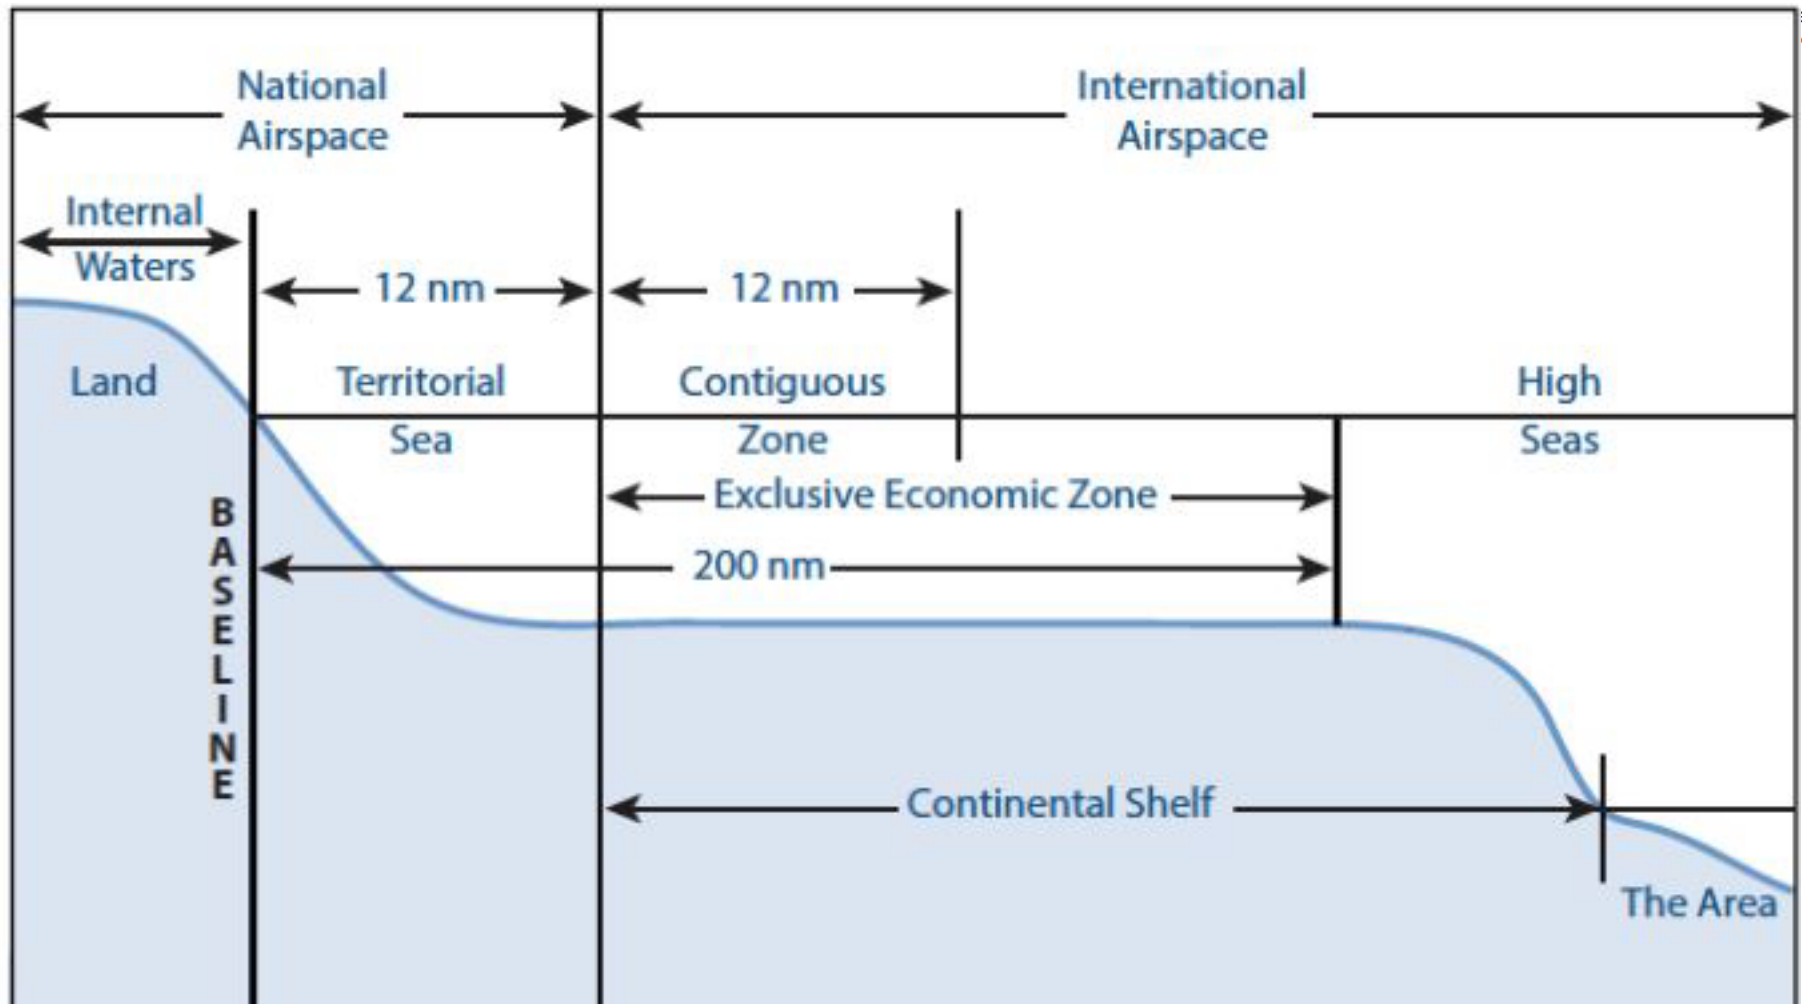 National
Airspace
International
Airspace
Internal
Waters
12 nm
12 nm
Land
Territorial
Sea
Contiguous
Zone
High
Seas
Exclusive Economic Zone
200 nm
BASELINE
Continental Shelf
The Area